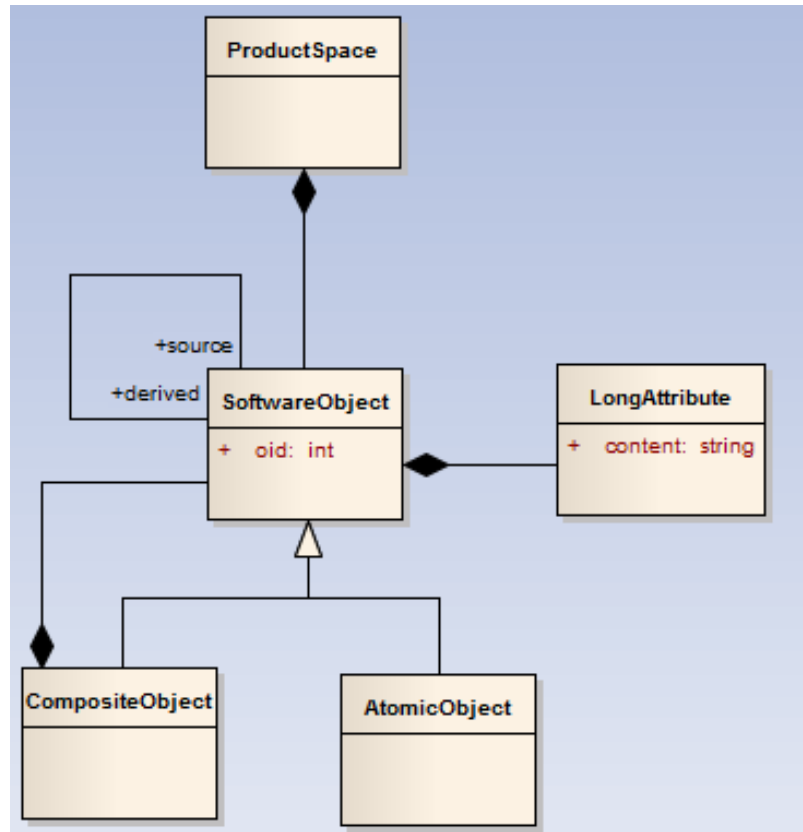 ProductSpace
+source
+derived
SoftwareObject
+ oid: int
LongAttribute
+ content: string
CompositeObject
AtomicObject